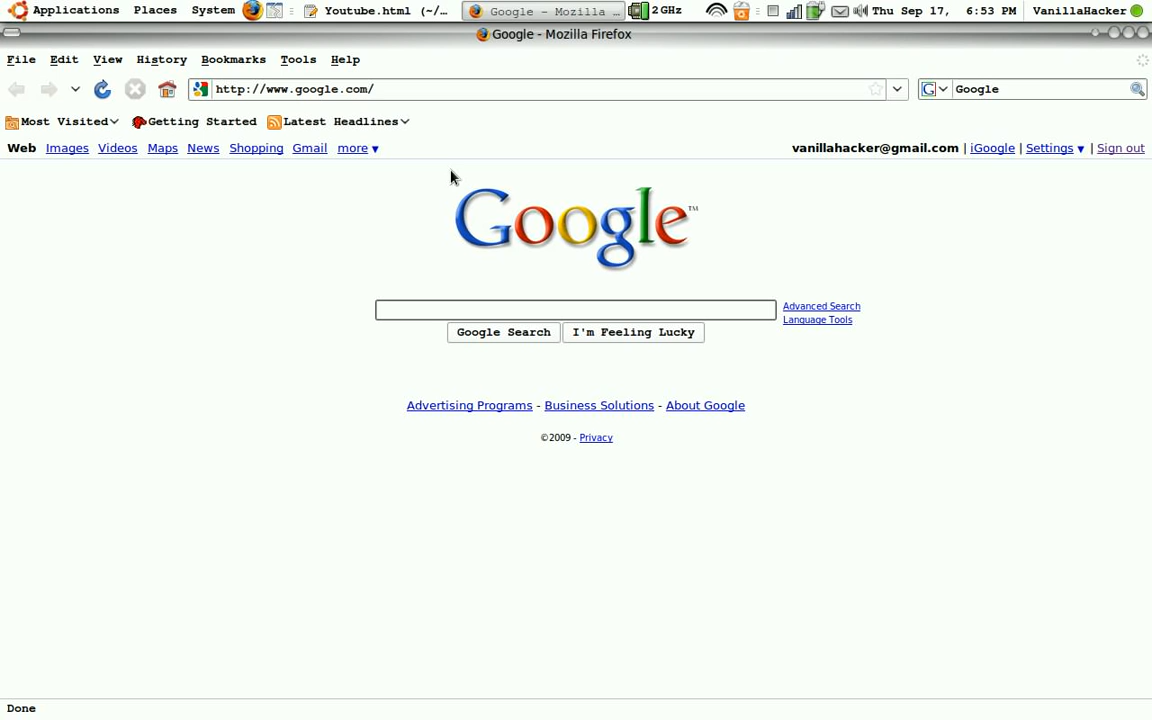 Applications Places System Youtube.html (~/… Google - Mozilla … 2 GHz Thu Sep 17, 6:53 PM VanillaHacker
Google - Mozilla Firefox
File Edit View History Bookmarks Tools Help
http://www.google.com/ G Google
Most Visited Getting Started Latest Headlines
Web Images Videos Maps News Shopping Gmail more ▼ vanillahacker@gmail.com | iGoogle | Settings ▼ | Sign out
Google™
Advanced Search
Language Tools
Google Search I'm Feeling Lucky
Advertising Programs - Business Solutions - About Google
©2009 - Privacy
Done